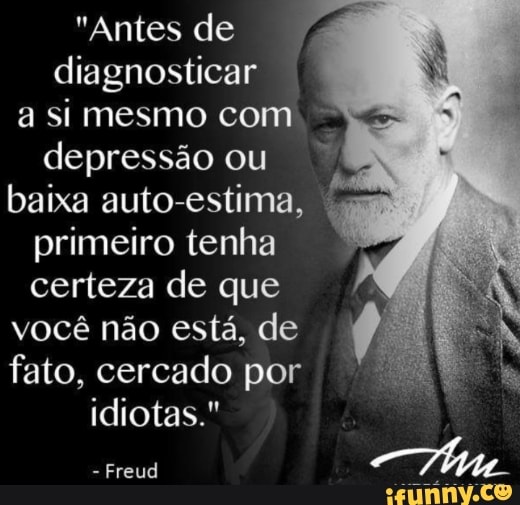 "Antes de
diagnosticar
a si mesmo com
depressão ou
baixa auto-estima,
primeiro tenha
certeza de que
você não está, de
fato, cercado por
idiotas."
- Freud
ifunny.co